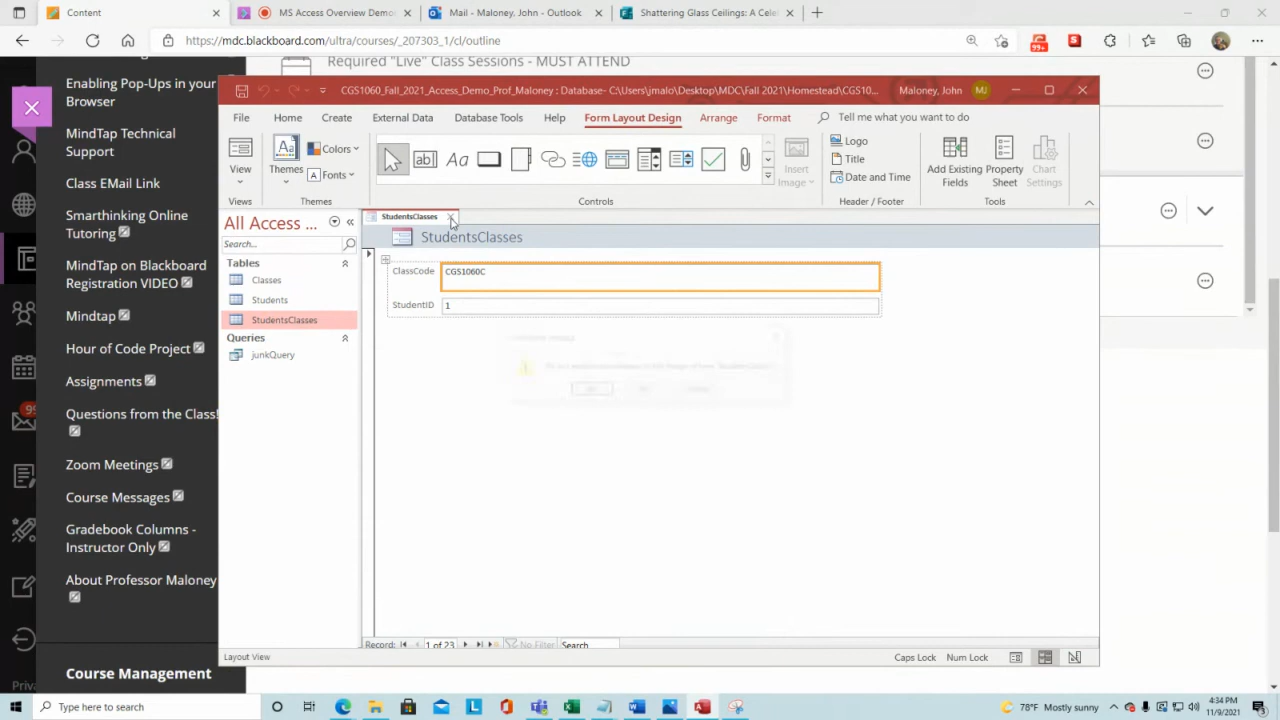 Content
MS Access Overview Demo
Mail - Maloney, John - Outlook
Shattering Glass Ceilings: A Cele
https://mdc.blackboard.com/ultra/courses/_207303_1/cl/outline
99+
Required "Live" Class Sessions - MUST ATTEND
Enabling Pop-Ups in your
Browser
MindTap Technical
Support
Class EMail Link
Smarthinking Online
Tutoring
MindTap on Blackboard
Registration VIDEO
Mindtap
Hour of Code Project
Assignments
Questions from the Class!
Zoom Meetings
Course Messages
Gradebook Columns -
Instructor Only
About Professor Maloney
Course Management
Priva
99
CGS1060_Fall_2021_Access_Demo_Prof_Maloney : Database- C:\Users\jmalo\Desktop\MDC\Fall 2021\Homestead\CGS10...
Maloney, John
MJ
File
Home
Create
External Data
Database Tools
Help
Form Layout Design
Arrange
Format
Tell me what you want to do
View
Views
Themes
Colors
Fonts
Themes
ab|
Aa
Controls
Insert
Image
Logo
Title
Date and Time
Header / Footer
Add Existing
Fields
Property
Sheet
Chart
Settings
Tools
All Access ...
Search...
Tables
Classes
Students
StudentsClasses
Queries
junkQuery
StudentsClasses
StudentsClasses
ClassCode
CGS1060C
StudentID
1
Record:
1 of 23
No Filter
Search
Layout View
Caps Lock
Num Lock
Type here to search
78°F Mostly sunny
4:34 PM
11/9/2021